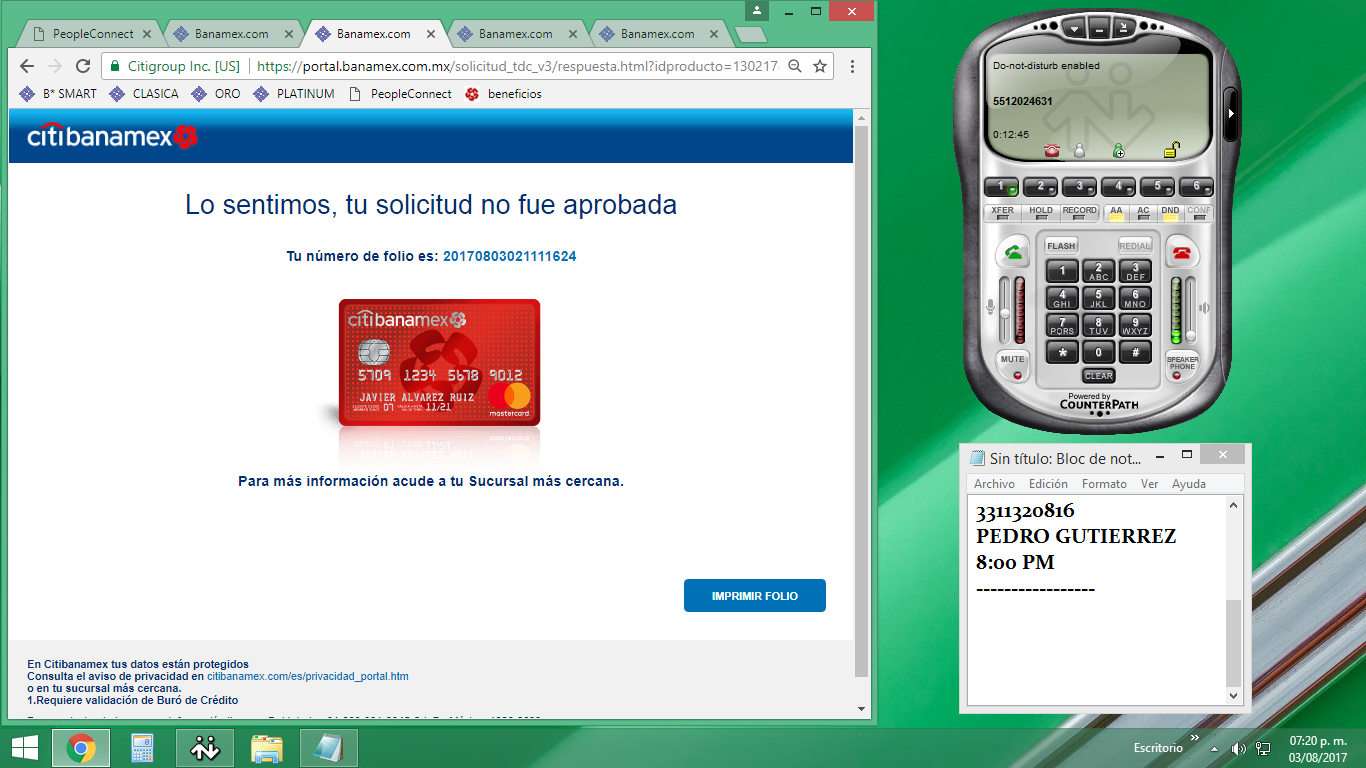 PeopleConnect
Banamex.com
Banamex.com
Banamex.com
Banamex.com
Citigroup Inc. [US]
https://portal.banamex.com.mx/solicitud_tdc_v3/respuesta.html?idproducto=130217
B* SMART
CLASICA
ORO
PLATINUM
PeopleConnect
beneficios
citibanamex
Lo sentimos, tu solicitud no fue aprobada
Tu número de folio es: 20170803021111624
citibanamex
5709 1234 5678 9012
JAVIER ALVAREZ RUIZ
07
11/21
mastercard
Para más información acude a tu Sucursal más cercana.
IMPRIMIR FOLIO
En Citibanamex tus datos están protegidos
Consulta el aviso de privacidad en citibanamex.com/es/privacidad_portal.htm
o en tu sucursal más cercana.
1.Requiere validación de Buró de Crédito
Do-not-disturb enabled
5512024631
0:12:45
1 2 3 4 5 6
XFER HOLD RECORD AA AC DND CONF
FLASH REDIAL
1 2 ABC 3 DEF
4 GHI 5 JKL 6 MNO
7 PQRS 8 TUV 9 WXYZ
* 0 #
MUTE
SPEAKER PHONE
CLEAR
Powered by
COUNTERPATH
Sin título: Bloc de not...
Archivo Edición Formato Ver Ayuda
3311320816
PEDRO GUTIERREZ
8:00 PM
-----------------
Escritorio
07:20 p. m.
03/08/2017